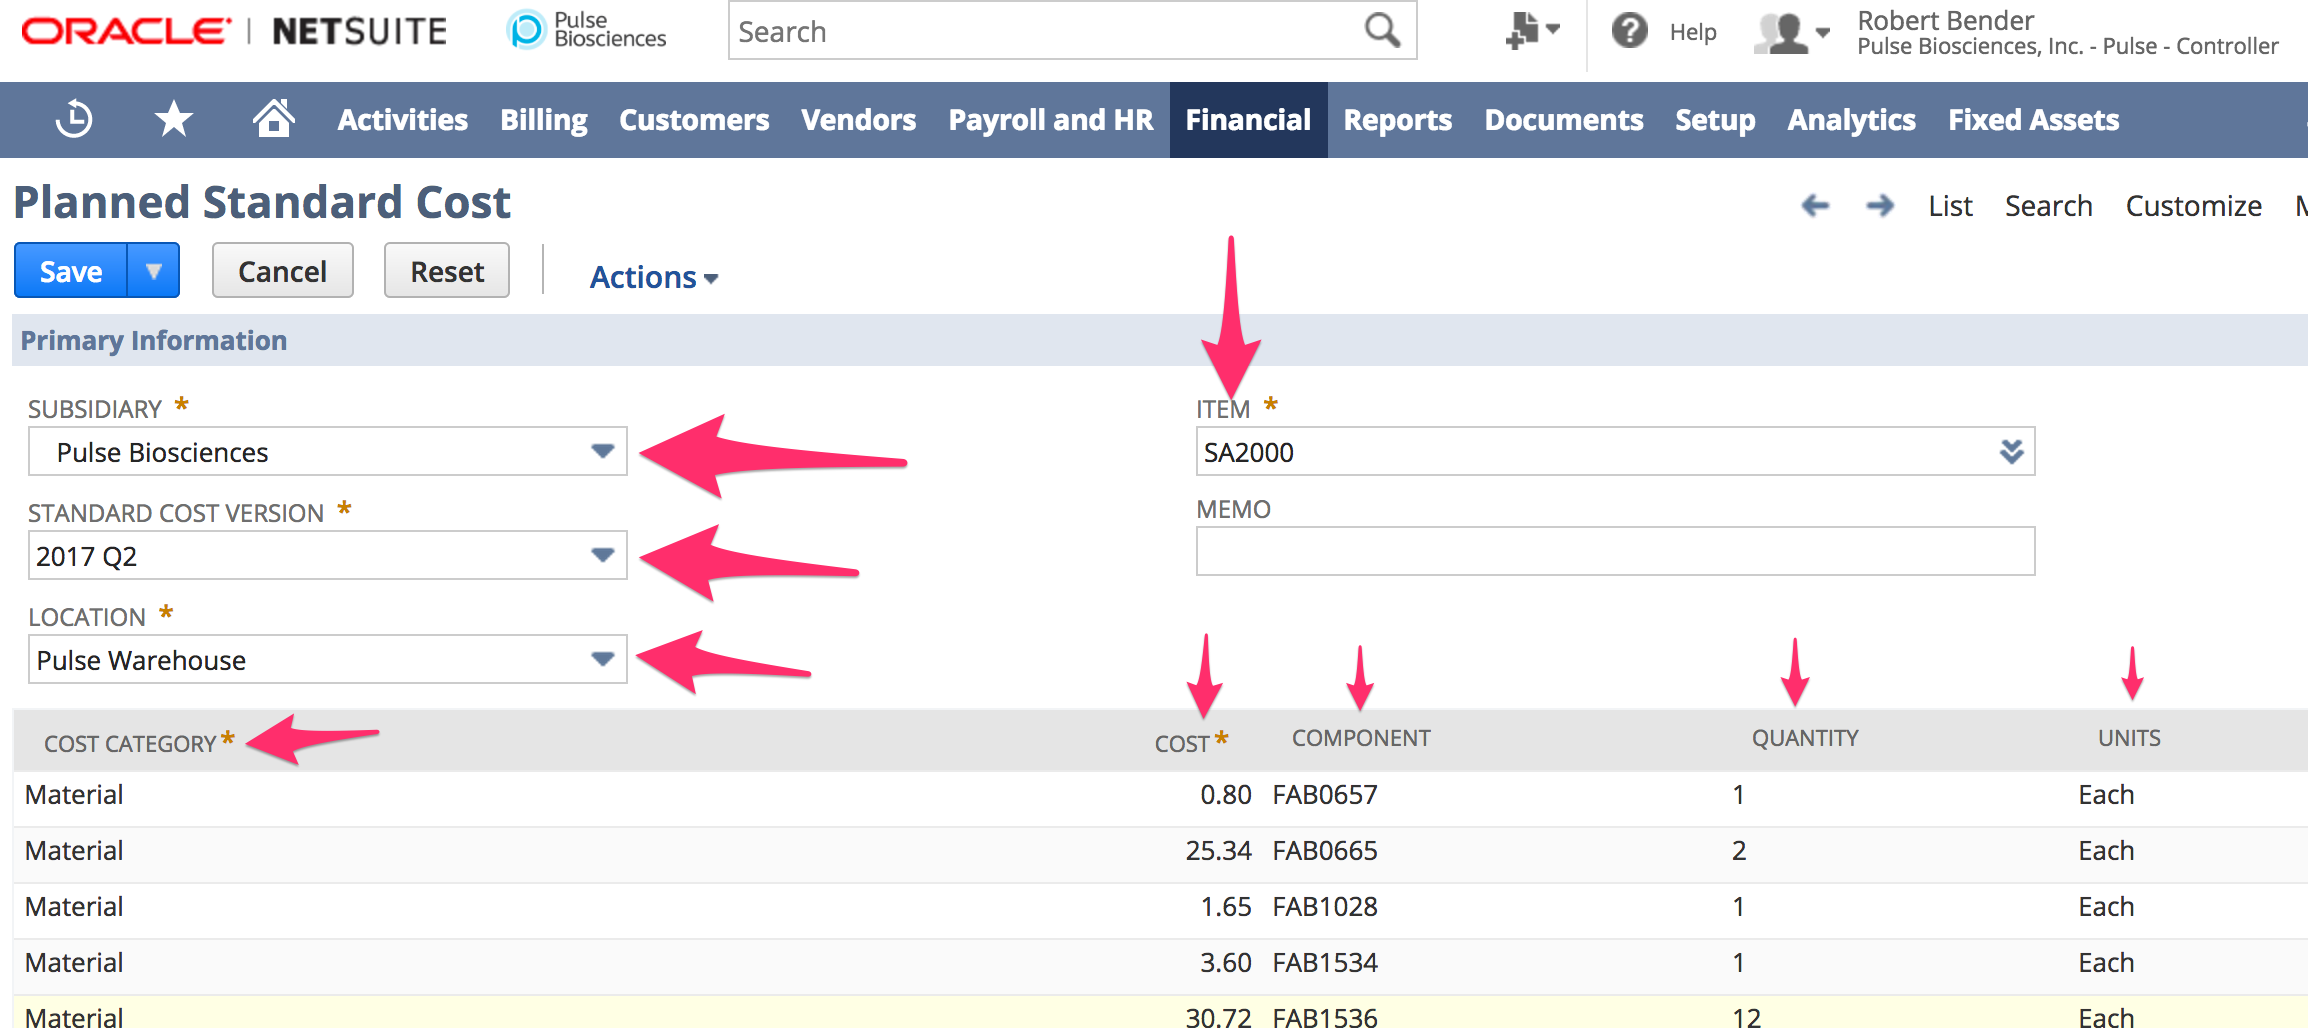 ORACLE | NETSUITE
Pulse
Biosciences
Search
Help
Robert Bender
Pulse Biosciences, Inc. - Pulse - Controller
Activities Billing Customers Vendors Payroll and HR Financial Reports Documents Setup Analytics Fixed Assets
Planned Standard Cost
List Search Customize
Save Cancel Reset Actions
Primary Information
SUBSIDIARY *
Pulse Biosciences
STANDARD COST VERSION *
2017 Q2
LOCATION *
Pulse Warehouse
ITEM *
SA2000
MEMO
COST CATEGORY * COST * COMPONENT QUANTITY UNITS
Material 0.80 FAB0657 1 Each
Material 25.34 FAB0665 2 Each
Material 1.65 FAB1028 1 Each
Material 3.60 FAB1534 1 Each
Material 30.72 FAB1536 12 Each